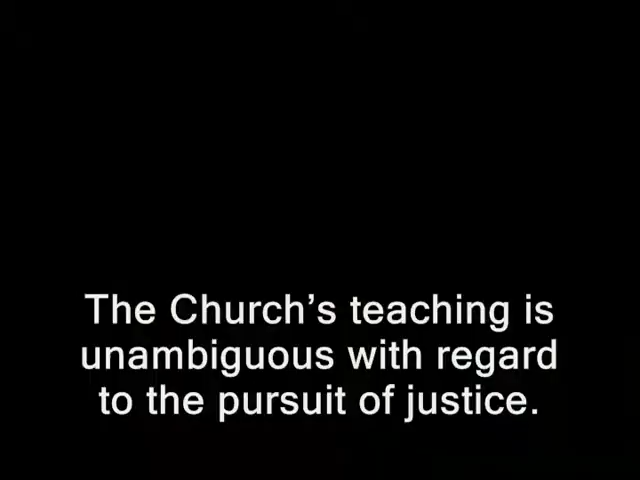 The Church’s teaching is
unambiguous with regard
to the pursuit of justice.